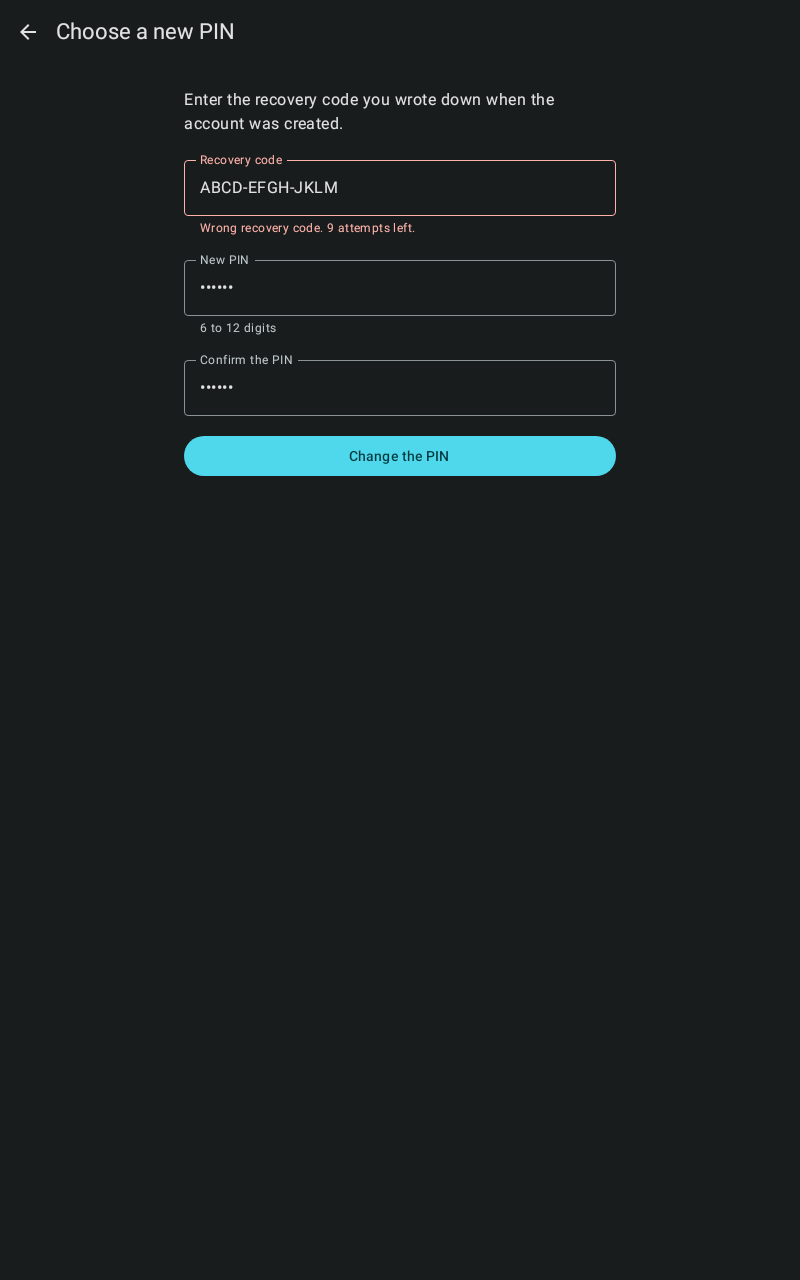 Choose a new PIN
Enter the recovery code you wrote down when the
account was created.
Recovery code
ABCD-EFGH-JKLM
Wrong recovery code. 9 attempts left.
New PIN
••••••
6 to 12 digits
Confirm the PIN
••••••
Change the PIN